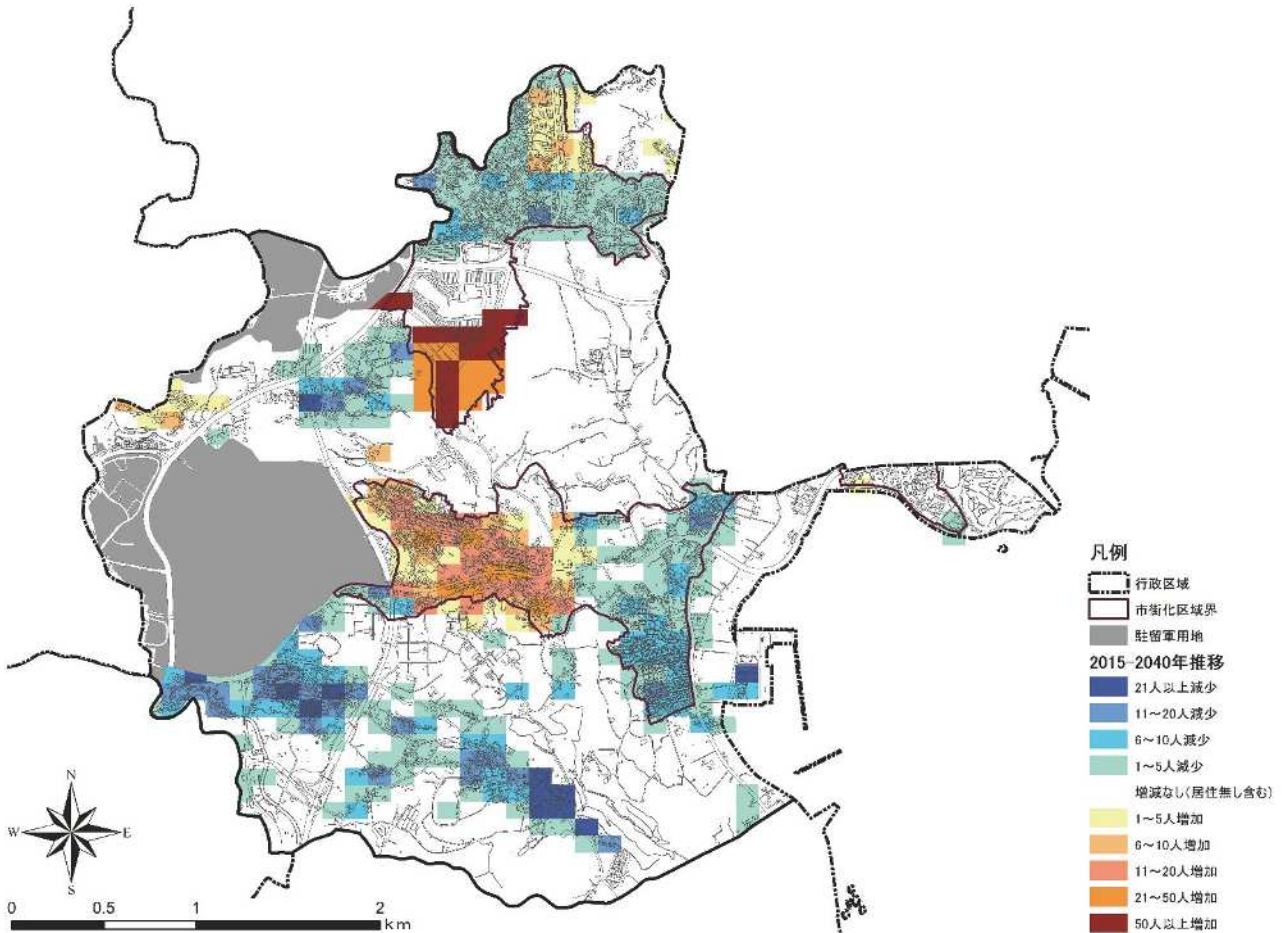 凡例
行政区域
市街化区域界
駐留軍用地
2015-2040年推移
21人以上減少
11～20人減少
6～10人減少
1～5人減少
増減なし(居住無し含む)
1～5人増加
6～10人増加
11～20人増加
21～50人増加
50人以上増加
N
W E
S
0 0.5 1 2
km